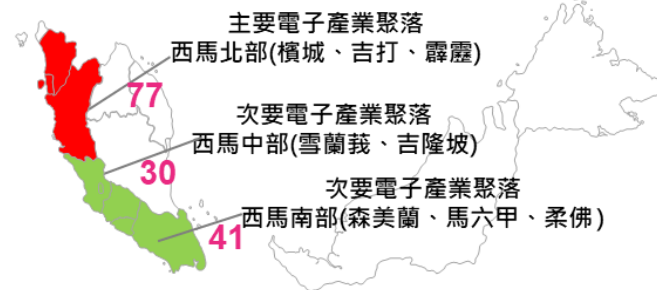 主要電子產業聚落
西馬北部(檳城、吉打、霹靂)
77
次要電子產業聚落
西馬中部(雪蘭莪、吉隆坡)
30
次要電子產業聚落
西馬南部(森美蘭、馬六甲、柔佛)
41